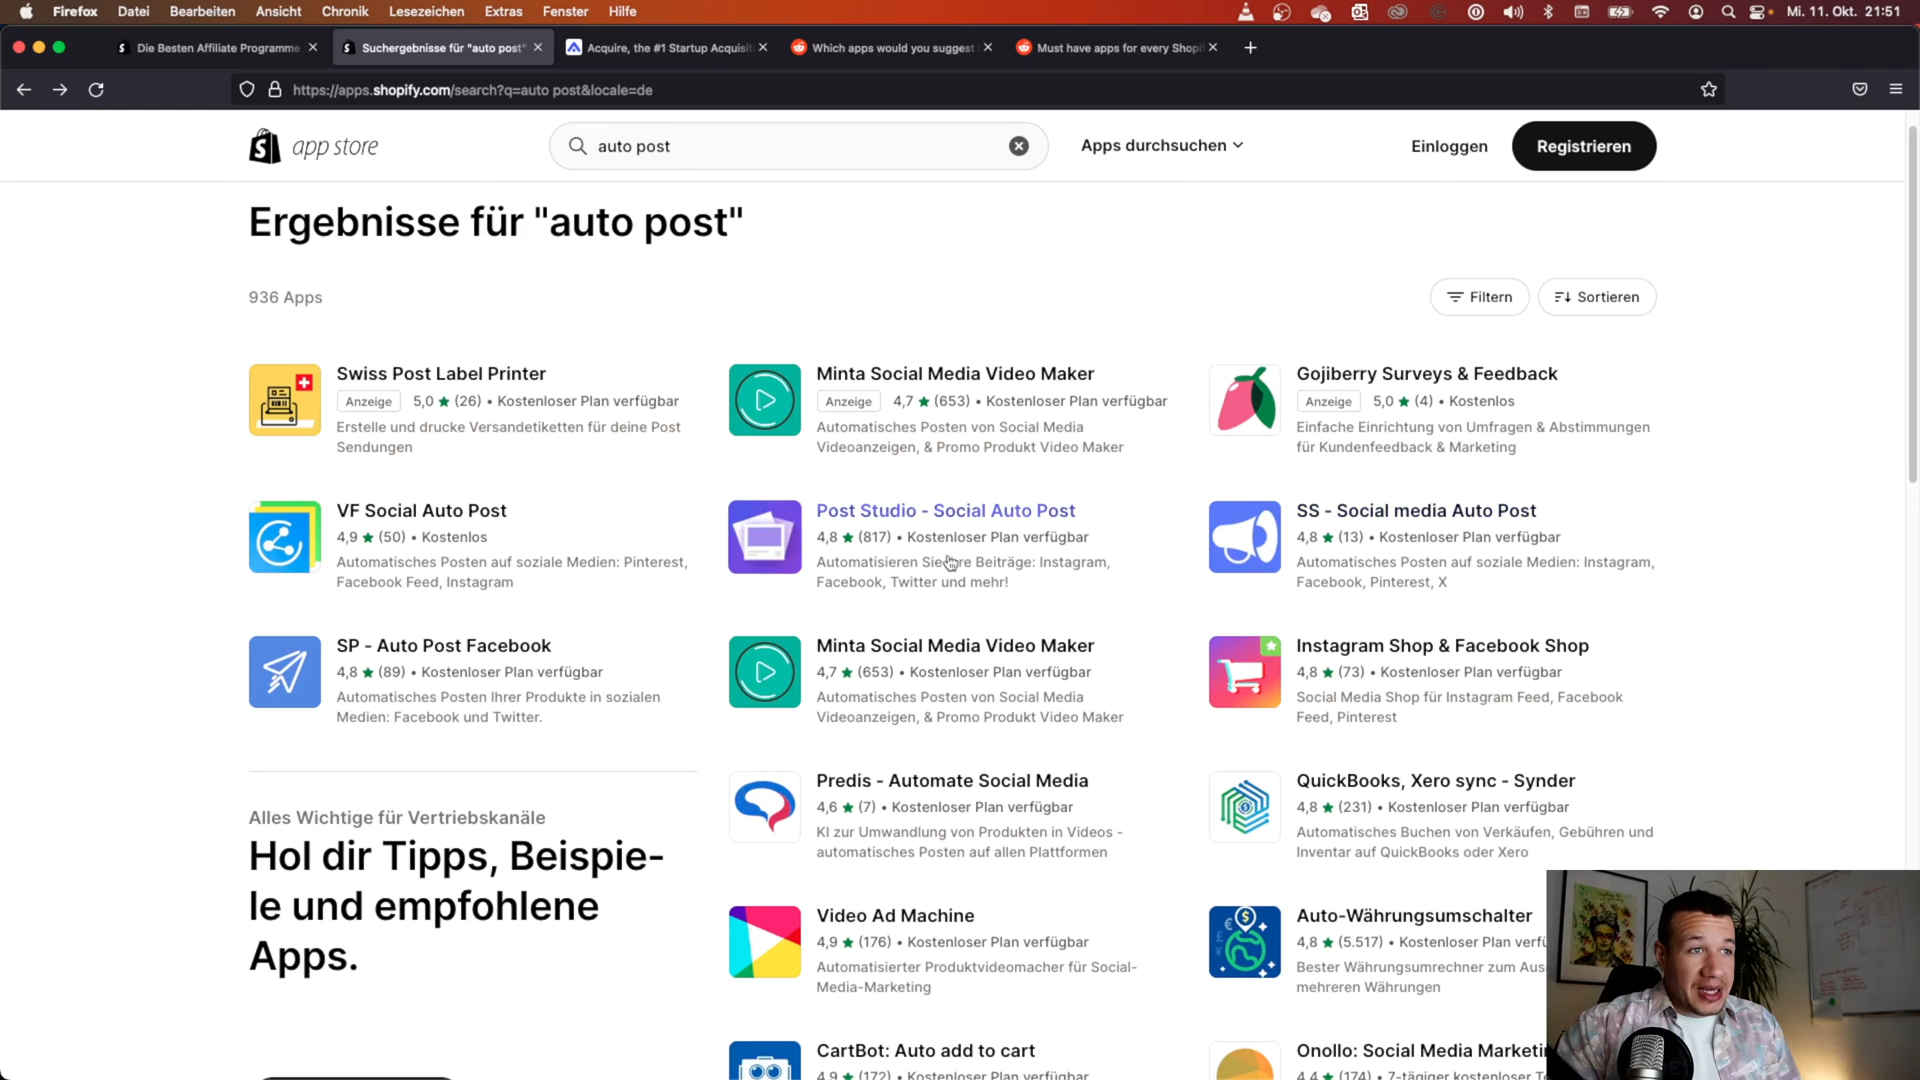 Firefox Datei Bearbeiten Ansicht Chronik Lesezeichen Extras Fenster Hilfe
Mi. 11. Okt. 21:51
Die Besten Affiliate Programme
Suchergebnisse für "auto post"
Acquire, the #1 Startup Acquisit
Which apps would you suggest
Must have apps for every Shopi
https://apps.shopify.com/search?q=auto post&locale=de
app store
auto post
Apps durchsuchen
Einloggen
Registrieren
Ergebnisse für "auto post"
936 Apps
Filtern
Sortieren
Swiss Post Label Printer
Anzeige 5,0 ★ (26) • Kostenloser Plan verfügbar
Erstelle und drucke Versandetiketten für deine Post
Sendungen
Minta Social Media Video Maker
Anzeige 4,7 ★ (653) • Kostenloser Plan verfügbar
Automatisches Posten von Social Media
Videoanzeigen, & Promo Produkt Video Maker
Gojiberry Surveys & Feedback
Anzeige 5,0 ★ (4) • Kostenlos
Einfache Einrichtung von Umfragen & Abstimmungen
für Kundenfeedback & Marketing
VF Social Auto Post
4,9 ★ (50) • Kostenlos
Automatisches Posten auf soziale Medien: Pinterest,
Facebook Feed, Instagram
Post Studio - Social Auto Post
4,8 ★ (817) • Kostenloser Plan verfügbar
Automatisieren Sie re Beiträge: Instagram,
Facebook, Twitter und mehr!
SS - Social media Auto Post
4,8 ★ (13) • Kostenloser Plan verfügbar
Automatisches Posten auf soziale Medien: Instagram,
Facebook, Pinterest, X
SP - Auto Post Facebook
4,8 ★ (89) • Kostenloser Plan verfügbar
Automatisches Posten Ihrer Produkte in sozialen
Medien: Facebook und Twitter.
Minta Social Media Video Maker
4,7 ★ (653) • Kostenloser Plan verfügbar
Automatisches Posten von Social Media
Videoanzeigen, & Promo Produkt Video Maker
Instagram Shop & Facebook Shop
4,8 ★ (73) • Kostenloser Plan verfügbar
Social Media Shop für Instagram Feed, Facebook
Feed, Pinterest
Alles Wichtige für Vertriebskanäle
Hol dir Tipps, Beispie-
le und empfohlene
Apps.
Predis - Automate Social Media
4,6 ★ (7) • Kostenloser Plan verfügbar
KI zur Umwandlung von Produkten in Videos -
automatisches Posten auf allen Plattformen
QuickBooks, Xero sync - Synder
4,8 ★ (231) • Kostenloser Plan verfügbar
Automatisches Buchen von Verkäufen, Gebühren und
Inventar auf QuickBooks oder Xero
Video Ad Machine
4,9 ★ (176) • Kostenloser Plan verfügbar
Automatisierter Produktvideomacher für Social-
Media-Marketing
Auto-Währungsumschalter
4,8 ★ (5.517) • Kostenloser Plan verfü
Bester Währungsumrechner zum Aus
mehreren Währungen
CartBot: Auto add to cart
4,9 ★ (172) • Kostenloser Plan verfügbar
Onollo: Social Media Marketi
4,4 ★ (174) • 7-tägiger kostenloser Te